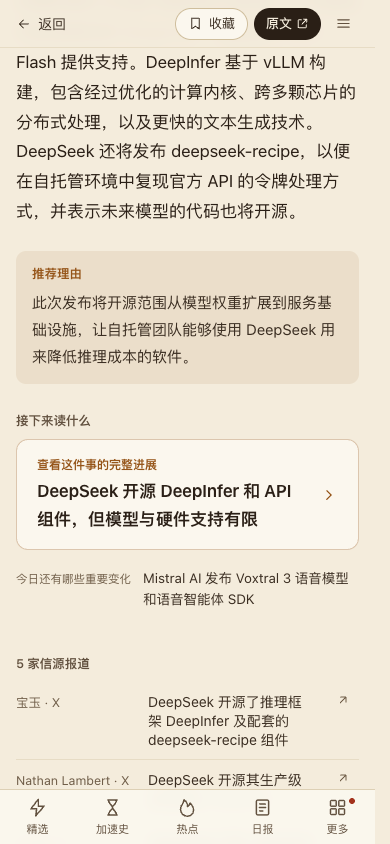 返回
收藏
原文
Flash 提供支持。DeepInfer 基于 vLLM 构
建，包含经过优化的计算内核、跨多颗芯片的
分布式处理，以及更快的文本生成技术。
DeepSeek 还将发布 deepseek-recipe，以便
在自托管环境中复现官方 API 的令牌处理方
式，并表示未来模型的代码也将开源。
推荐理由
此次发布将开源范围从模型权重扩展到服务基
础设施，让自托管团队能够使用 DeepSeek 用
来降低推理成本的软件。
接下来读什么
查看这件事的完整进展
DeepSeek 开源 DeepInfer 和 API
组件，但模型与硬件支持有限
今日还有哪些重要变化
Mistral AI 发布 Voxtral 3 语音模型
和语音智能体 SDK
5 家信源报道
宝玉 · X
DeepSeek 开源了推理框
架 DeepInfer 及配套的
deepseek-recipe 组件
Nathan Lambert · X
DeepSeek 开源其生产级
精选
加速史
热点
日报
更多